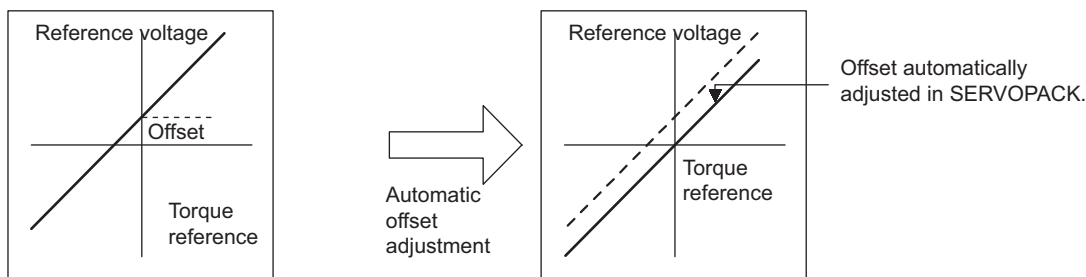 Reference voltage
Offset
Torque
reference
Automatic
offset
adjustment
Reference voltage
Torque
reference
Offset automatically
adjusted in SERVOPACK.